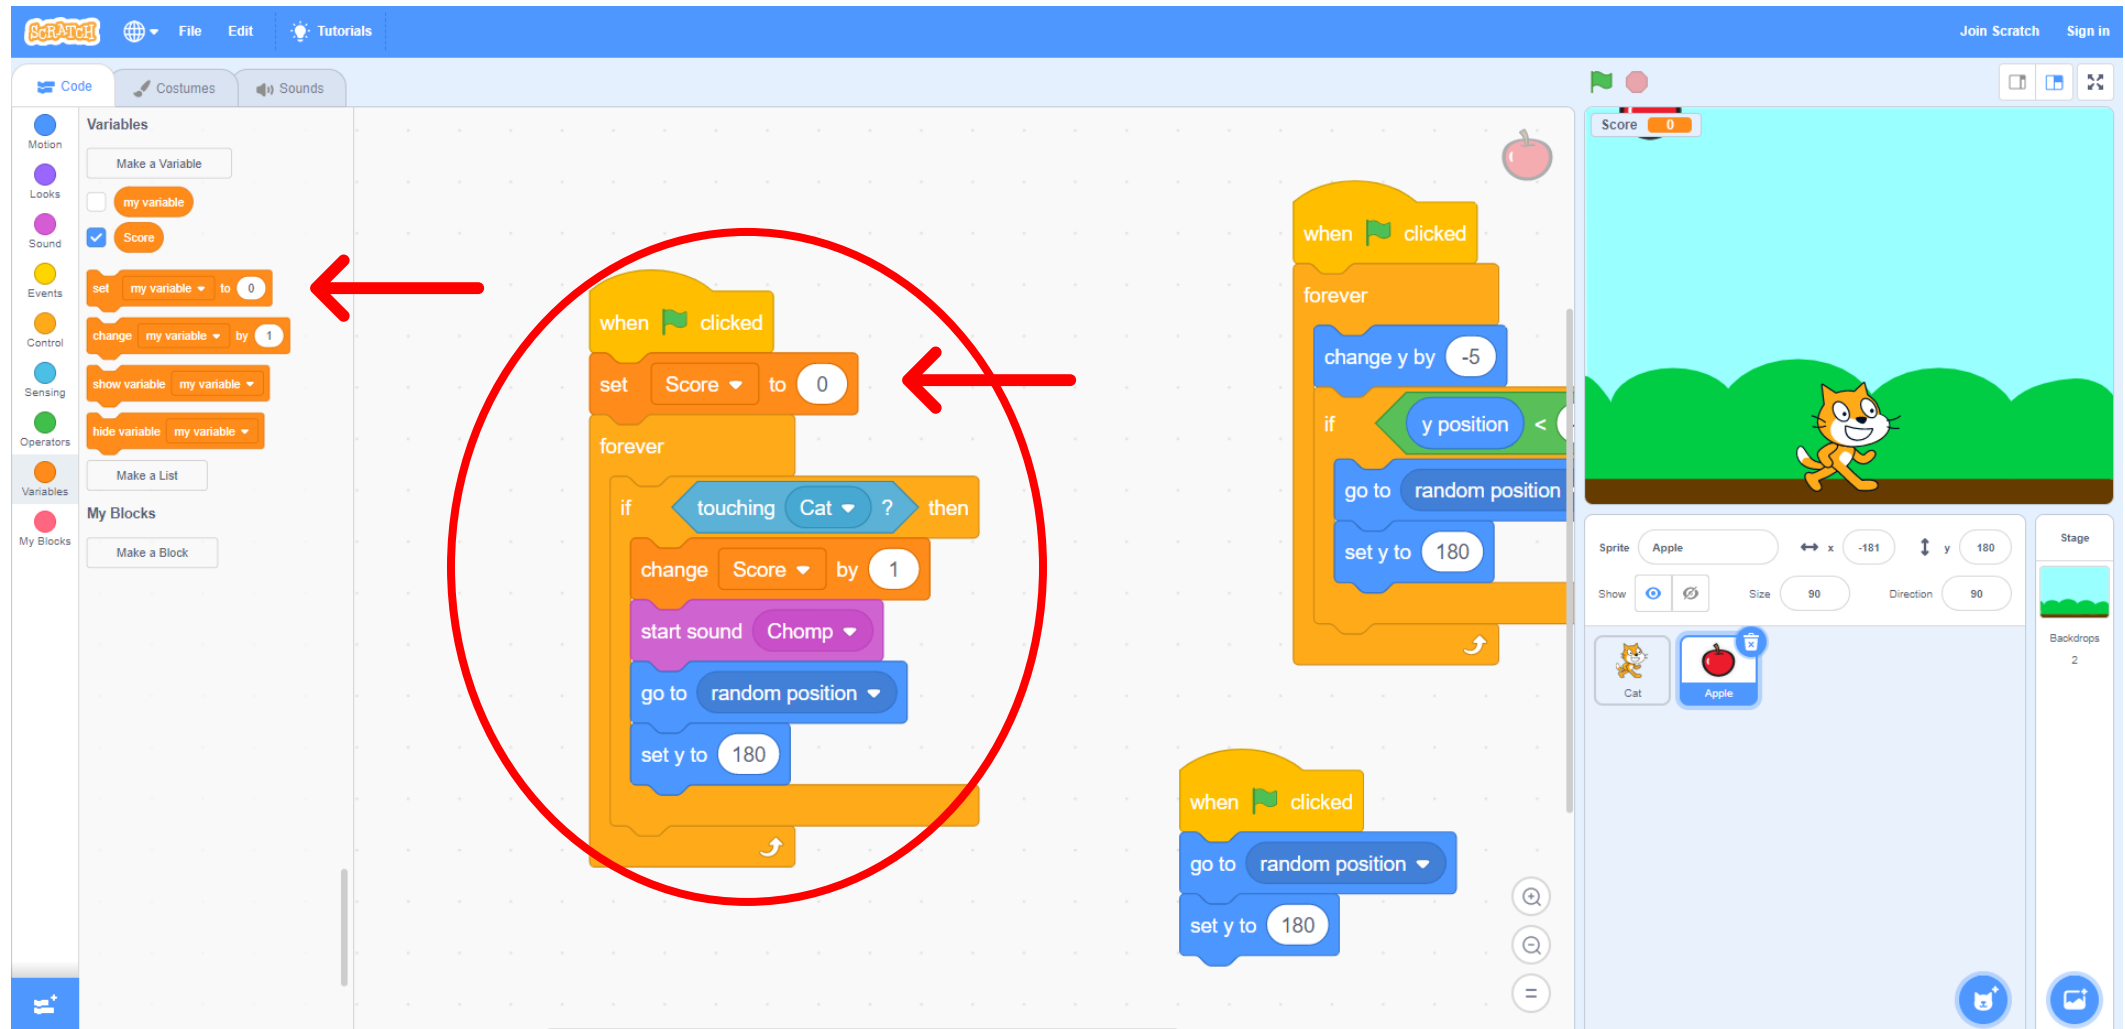 SCRATCH File Edit Tutorials Join Scratch Sign in
Code Costumes Sounds
Motion
Looks
Sound
Events
Control
Sensing
Operators
Variables
My Blocks
Variables
Make a Variable
my variable
Score
set my variable to 0
change my variable by 1
show variable my variable
hide variable my variable
Make a List
My Blocks
Make a Block
when clicked
set Score to 0
forever
if touching Cat ? then
change Score by 1
start sound Chomp
go to random position
set y to 180
when clicked
forever
change y by -5
if y position <
go to random position
set y to 180
when clicked
go to random position
set y to 180
Score 0
Sprite Apple x -181 y 180
Show Size 90 Direction 90
Cat
Apple
Stage
Backdrops
2